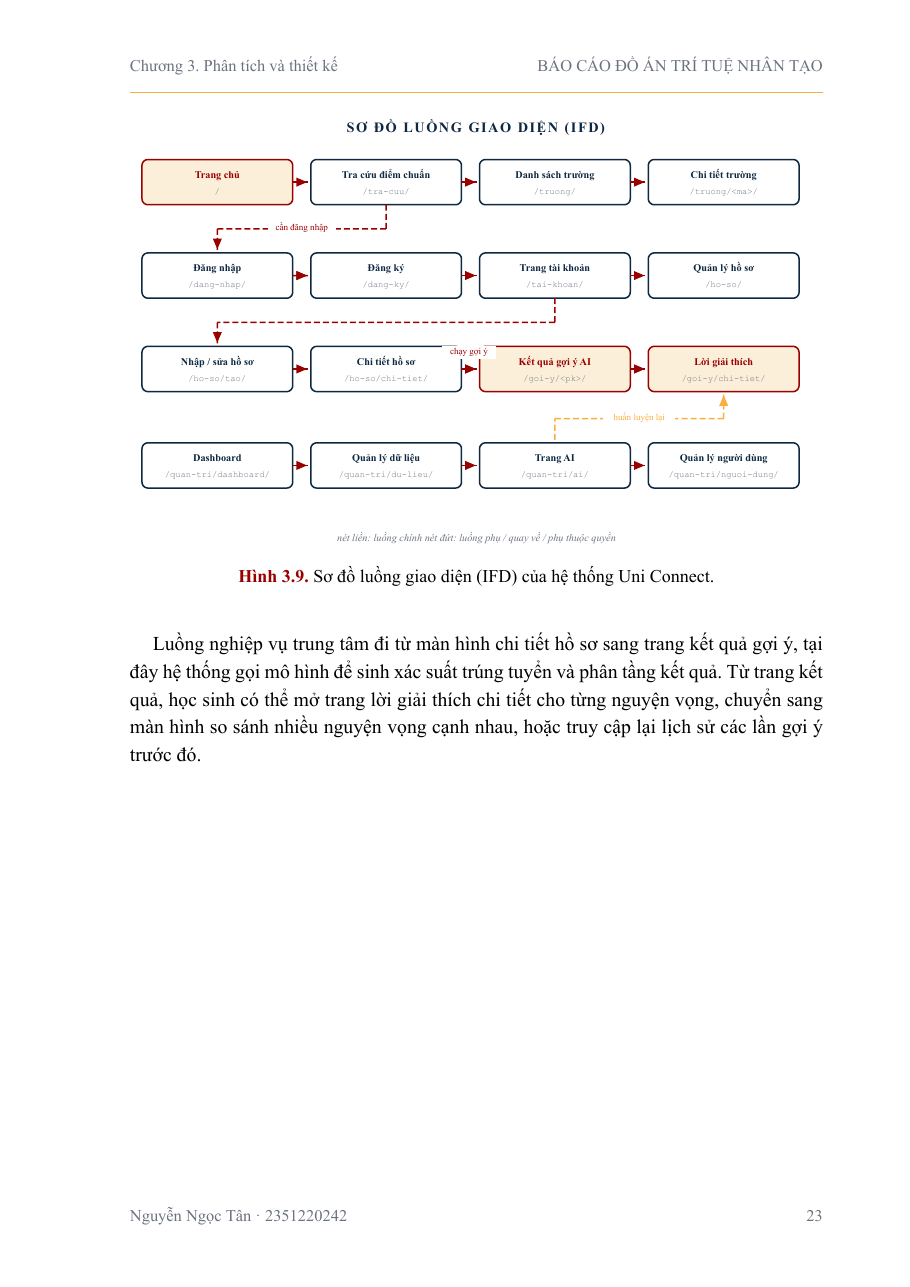 Chương 3. Phân tích và thiết kế
BÁO CÁO ĐỒ ÁN TRÍ TUỆ NHÂN TẠO
SƠ ĐỒ LUỒNG GIAO DIỆN (IFD)
Trang chủ
/
Tra cứu điểm chuẩn
/tra-cuu/
Danh sách trường
/truong/
Chi tiết trường
/truong/<ma>/
cần đăng nhập
Đăng nhập
/dang-nhap/
Đăng ký
/dang-ky/
Trang tài khoản
/tai-khoan/
Quản lý hồ sơ
/ho-so/
Nhập / sửa hồ sơ
/ho-so/tao/
Chi tiết hồ sơ
/ho-so/chi-tiet/
chạy gợi ý
Kết quả gợi ý AI
/goi-y/<pk>/
Lời giải thích
/goi-y/chi-tiet/
huấn luyện lại
Dashboard
/quan-tri/dashboard/
Quản lý dữ liệu
/quan-tri/du-lieu/
Trang AI
/quan-tri/ai/
Quản lý người dùng
/quan-tri/nguoi-dung/
nét liền: luồng chính nét đứt: luồng phụ / quay về / phụ thuộc quyền
Hình 3.9. Sơ đồ luồng giao diện (IFD) của hệ thống Uni Connect.
Luồng nghiệp vụ trung tâm đi từ màn hình chi tiết hồ sơ sang trang kết quả gợi ý, tại
đây hệ thống gọi mô hình để sinh xác suất trúng tuyển và phân tầng kết quả. Từ trang kết
quả, học sinh có thể mở trang lời giải thích chi tiết cho từng nguyện vọng, chuyển sang
màn hình so sánh nhiều nguyện vọng cạnh nhau, hoặc truy cập lại lịch sử các lần gợi ý
trước đó.
Nguyễn Ngọc Tân · 2351220242
23